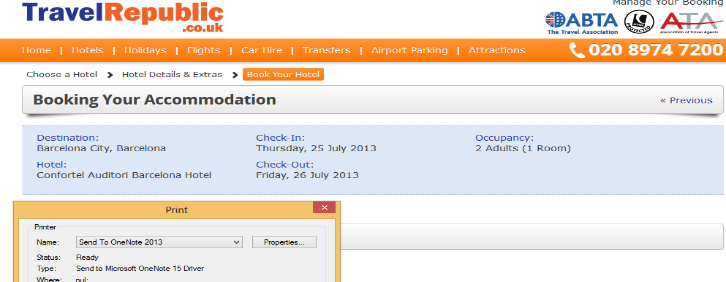 Manage Your Booking
TravelRepublic
.co.uk
ABTA
The Travel Association
ATA
Association of Travel Agents
Home | Hotels | Holidays | Flights | Car Hire | Transfers | Airport Parking | Attractions
020 8974 7200
Choose a Hotel > Hotel Details & Extras > Book Your Hotel
Booking Your Accommodation
« Previous
Destination: Check-In: Occupancy:
Barcelona City, Barcelona Thursday, 25 July 2013 2 Adults (1 Room)
Hotel: Check-Out:
Confortel Auditori Barcelona Hotel Friday, 26 July 2013
Print
x
Printer
Name: Send To OneNote 2013 Properties...
Status: Ready
Type: Send to Microsoft OneNote 15 Driver
Where: nul: